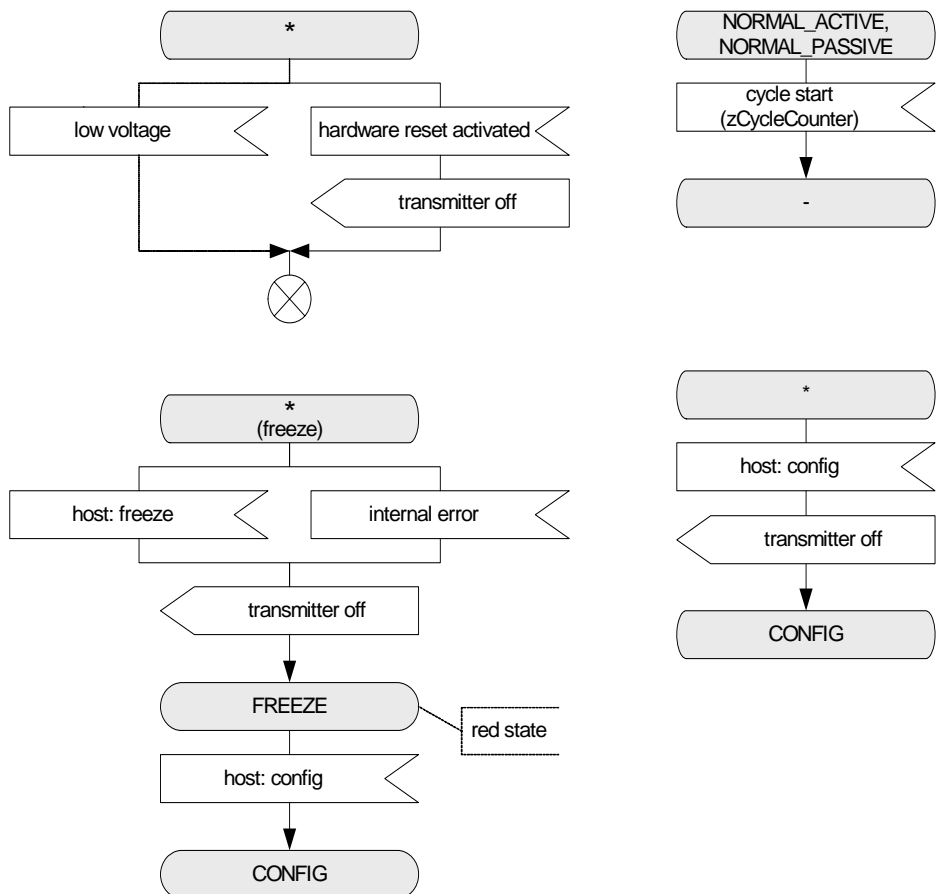 *
low voltage
hardware reset activated
transmitter off
NORMAL_ACTIVE,
NORMAL_PASSIVE
cycle start
(zCycleCounter)
-
*
(freeze)
host: freeze
internal error
transmitter off
FREEZE
red state
host: config
CONFIG
*
host: config
transmitter off
CONFIG